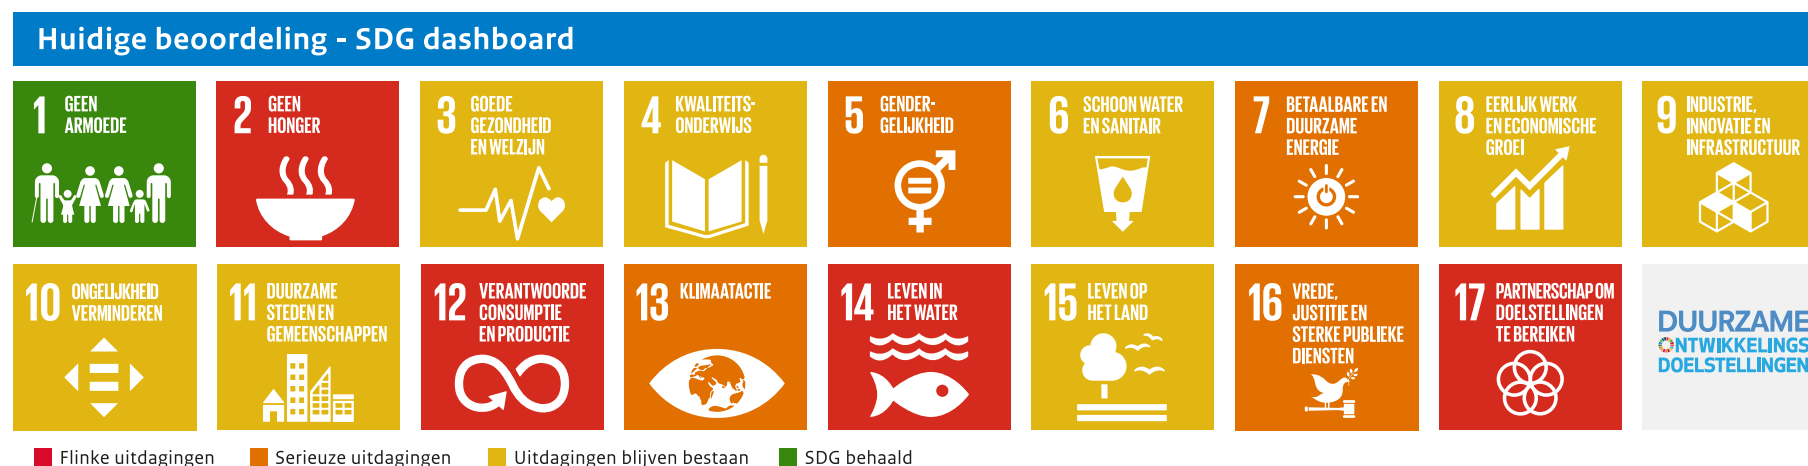 Huidige beoordeling - SDG dashboard
1 GEEN
ARMOEDE
2 GEEN
HONGER
3 GOEDE
GEZONDHEID
EN WELZIJN
4 KWALITEITS-
ONDERWIJS
5 GENDER-
GELIJKHEID
6 SCHOON WATER
EN SANITAIR
7 BETAALBARE EN
DUURZAME
ENERGIE
8 EERLIJK WERK
EN ECONOMISCHE
GROEI
9 INDUSTRIE,
INNOVATIE EN
INFRASTRUCTUUR
10 ONGELIJKHEID
VERMINDEREN
11 DUURZAME
STEDEN EN
GEMEENSCHAPPEN
12 VERANTWOORDE
CONSUMPTIE
EN PRODUCTIE
13 KLIMAATACTIE
14 LEVEN IN
HET WATER
15 LEVEN OP
HET LAND
16 VREDE,
JUSTITIE EN
STERKE PUBLIEKE
DIENSTEN
17 PARTNERSCHAP OM
DOELSTELLINGEN
TE BEREIKEN
DUURZAME
ONTWIKKELINGS
DOELSTELLINGEN
Flinke uitdagingen
Serieuze uitdagingen
Uitdagingen blijven bestaan
SDG behaald